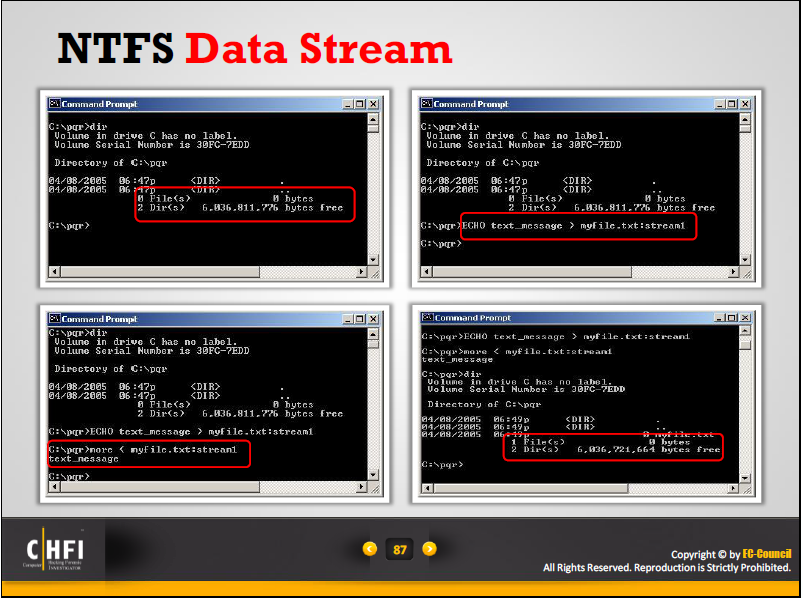 NTFS Data Stream
Command Prompt
C:\pqr>dir
Volume in drive C has no label.
Volume Serial Number is 30FC-7EDD
Directory of C:\pqr
04/08/2005 06:47p <DIR> .
04/08/2005 06:47p <DIR> ..
0 File(s) 0 bytes
2 Dir(s) 6,036,811,776 bytes free
C:\pqr>
Command Prompt
C:\pqr>dir
Volume in drive C has no label.
Volume Serial Number is 30FC-7EDD
Directory of C:\pqr
04/08/2005 06:47p <DIR> .
04/08/2005 06:47p <DIR> ..
0 File(s) 0 bytes
2 Dir(s) 6,036,811,776 bytes free
C:\pqr>ECHO text_message > myfile.txt:stream1
C:\pqr>
Command Prompt
C:\pqr>dir
Volume in drive C has no label.
Volume Serial Number is 30FC-7EDD
Directory of C:\pqr
04/08/2005 06:47p <DIR> .
04/08/2005 06:47p <DIR> ..
0 File(s) 0 bytes
2 Dir(s) 6,036,811,776 bytes free
C:\pqr>ECHO text_message > myfile.txt:stream1
C:\pqr>more < myfile.txt:stream1
text_message
C:\pqr>
Command Prompt
C:\pqr>ECHO text_message > myfile.txt:stream1
C:\pqr>more < myfile.txt:stream1
text_message
C:\pqr>dir
Volume in drive C has no label.
Volume Serial Number is 30FC-7EDD
Directory of C:\pqr
04/08/2005 06:49p <DIR> .
04/08/2005 06:49p <DIR> ..
04/08/2005 06:49p 0 myfile.txt
1 File(s) 0 bytes
2 Dir(s) 6,036,721,664 bytes free
C:\pqr>
CHFI
Computer
Hacking Forensic
INVESTIGATOR
87
Copyright © by EC-Council
All Rights Reserved. Reproduction is Strictly Prohibited.